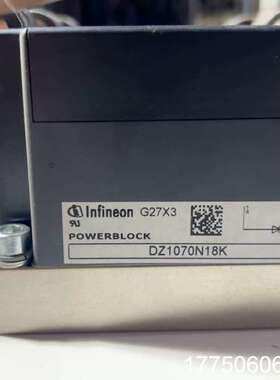 Infineon G27X3
POWERBLOCK
DZ1070N18K
17750606